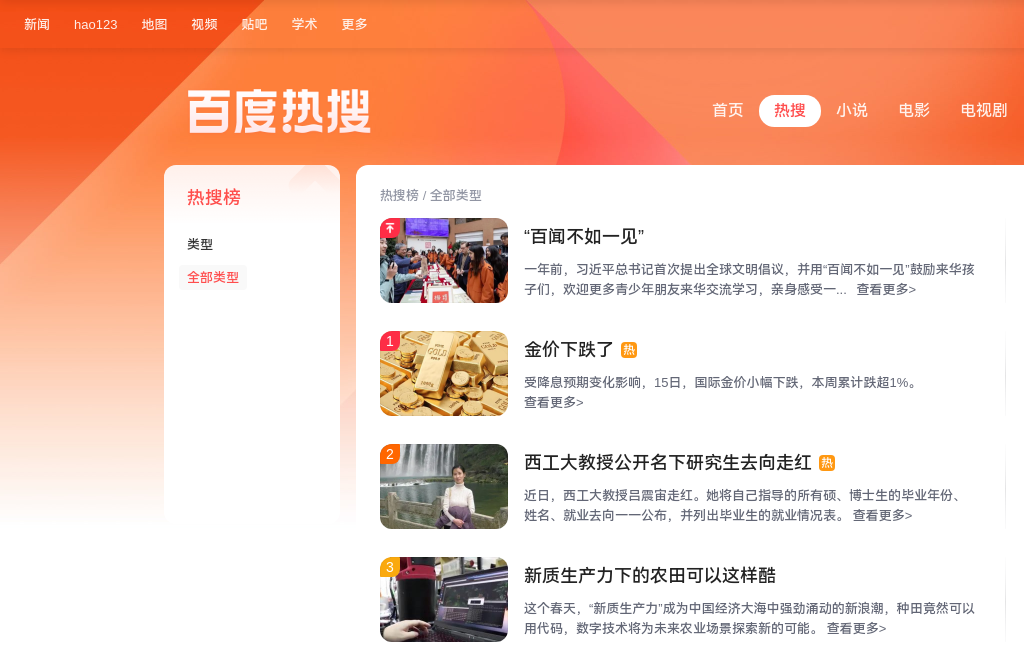 新闻 hao123 地图 视频 贴吧 学术 更多
百度热搜
首页 热搜 小说 电影 电视剧
热搜榜
类型
全部类型
热搜榜 / 全部类型
“百闻不如一见”
一年前，习近平总书记首次提出全球文明倡议，并用“百闻不如一见”鼓励来华孩
子们，欢迎更多青少年朋友来华交流学习，亲身感受一... 查看更多>
1
金价下跌了 热
受降息预期变化影响，15日，国际金价小幅下跌，本周累计跌超1%。
查看更多>
2
西工大教授公开名下研究生去向走红 热
近日，西工大教授吕震宙走红。她将自己指导的所有硕、博士生的毕业年份、
姓名、就业去向一一公布，并列出毕业生的就业情况表。 查看更多>
3
新质生产力下的农田可以这样酷
这个春天，“新质生产力”成为中国经济大海中强劲涌动的新浪潮，种田竟然可以
用代码，数字技术将为未来农业场景探索新的可能。 查看更多>